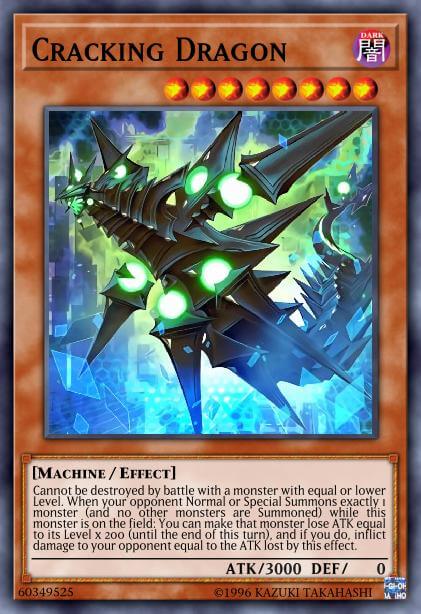 CRACKING DRAGON
DARK
闇
[MACHINE / EFFECT]
Cannot be destroyed by battle with a monster with equal or lower
Level. When your opponent Normal or Special Summons exactly 1
monster (and no other monsters are Summoned) while this
monster is on the field: You can make that monster lose ATK equal
to its Level x 200 (until the end of this turn), and if you do, inflict
damage to your opponent equal to the ATK lost by this effect.
ATK/3000 DEF/ 0
60349525 ©1996 KAZUKI TAKAHASHI